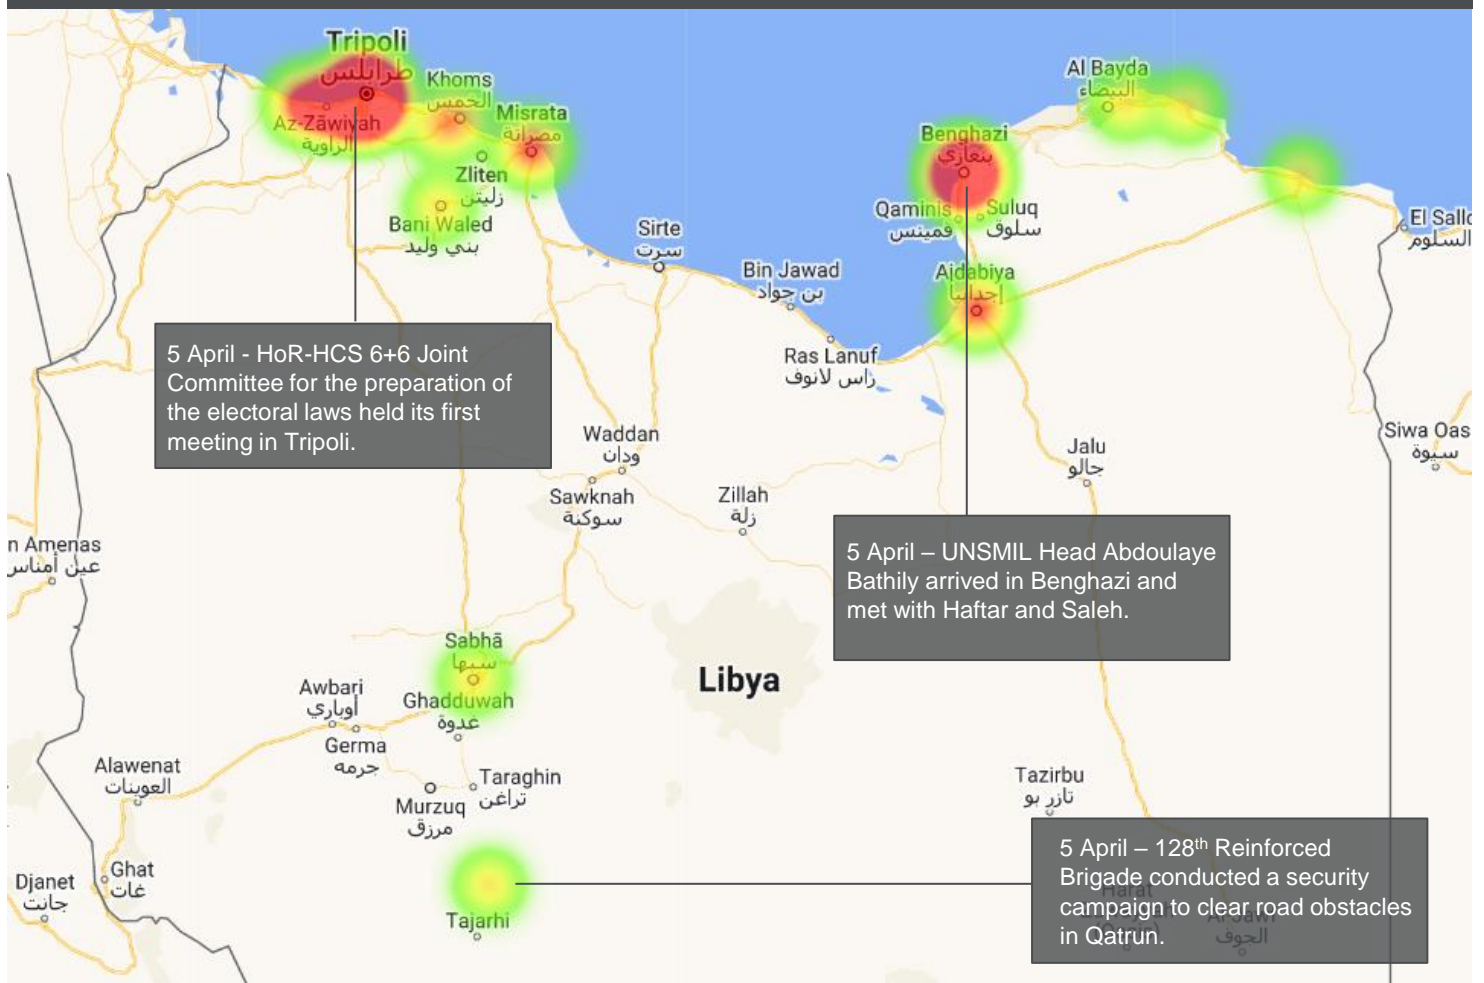 Tripoli
طرابلس
Khoms
الخمس
Misrata
مصراتة
Az-Zāwiyah
الزاوية
Zliten
زليتن
Bani Waled
بني وليد
Al Bayda
البيضاء
Benghazi
بنغازي
Qaminis
قمينس
Suluq
سلوق
Sirte
سرت
Bin Jawad
بن جواد
Ajdabiya
إجدابيا
El Sallo
السلوم
Ras Lanuf
راس لانوف
5 April - HoR-HCS 6+6 Joint
Committee for the preparation of
the electoral laws held its first
meeting in Tripoli.
Waddan
ودان
Sawknah
سوكنة
Zillah
زلة
Jalu
جالو
Siwa Oas
سيوة
n Amenas
عين أمناس
5 April – UNSMIL Head Abdoulaye
Bathily arrived in Benghazi and
met with Haftar and Saleh.
Sabhā
سبها
Libya
Awbari
أوباري
Ghadduwah
غدوة
Germa
جرمه
Alawenat
العوينات
Taraghin
تراغن
Murzuq
مرزق
Tazirbu
تازر بو
Ghat
غات
Djanet
جانت
Tajarhi
5 April – 128th Reinforced
Brigade conducted a security
campaign to clear road obstacles
in Qatrun.
الجوف